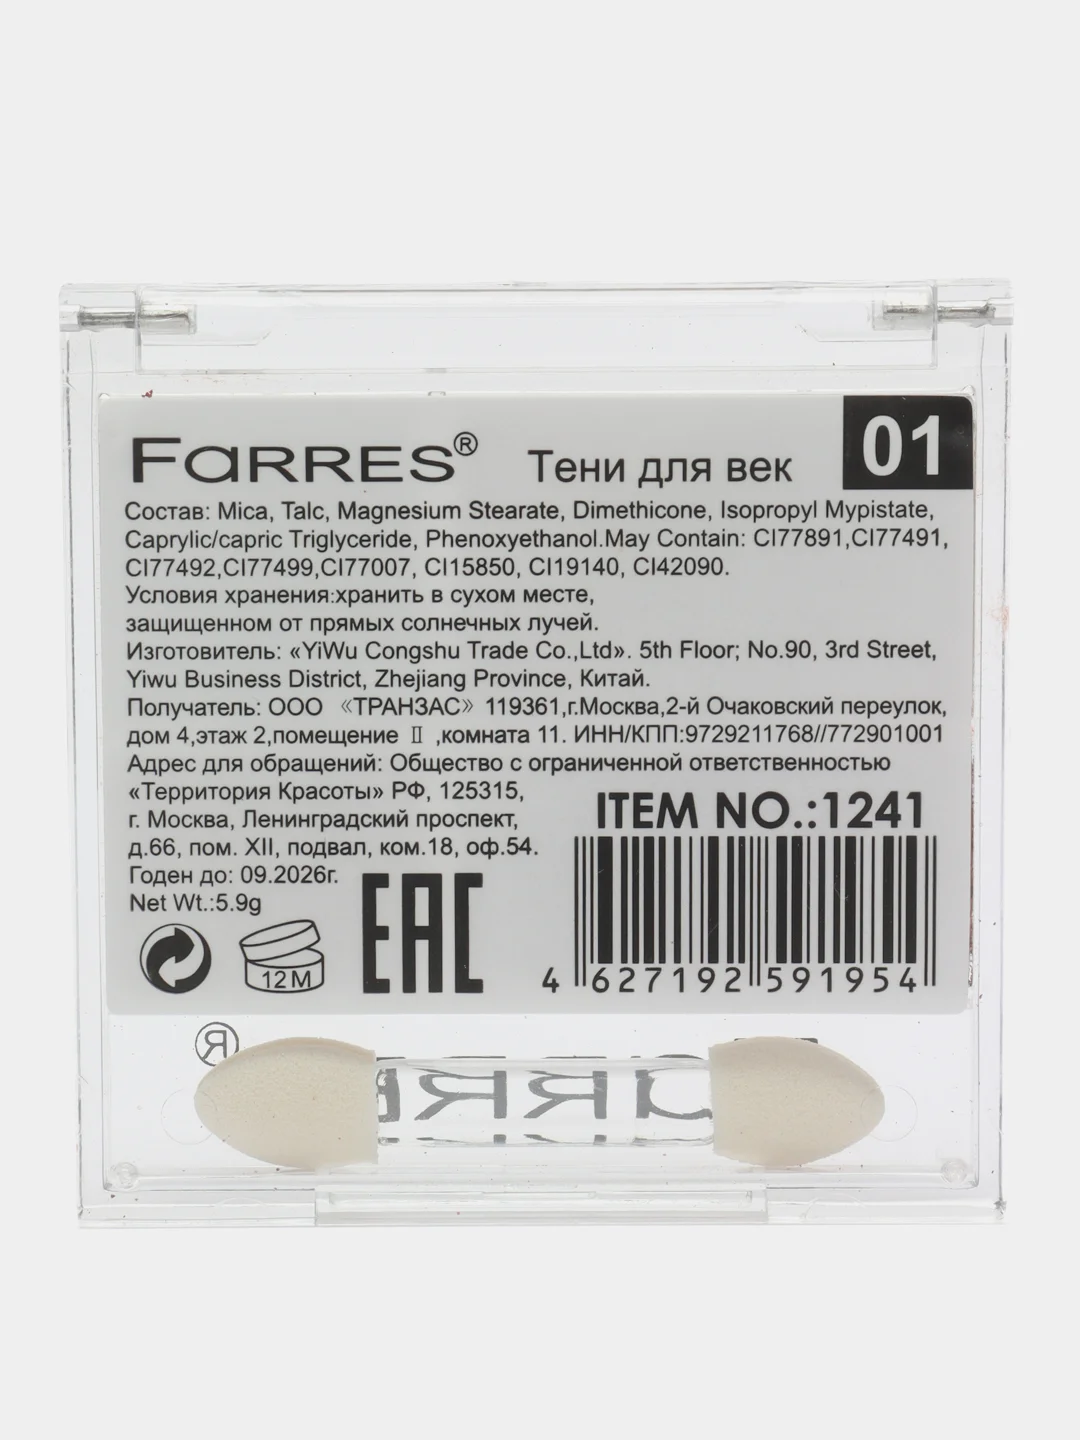 FARRES® Тени для век 01
Состав: Mica, Talc, Magnesium Stearate, Dimethicone, Isopropyl Mypistate,
Caprylic/capric Triglyceride, Phenoxyethanol.May Contain: CI77891,CI77491,
CI77492,CI77499,CI77007, CI15850, CI19140, CI42090.
Условия хранения:хранить в сухом месте,
защищенном от прямых солнечных лучей.
Изготовитель: «YiWu Congshu Trade Co.,Ltd». 5th Floor; No.90, 3rd Street,
Yiwu Business District, Zhejiang Province, Китай.
Получатель: ООО 《ТРАНЗАС》 119361,г.Москва,2-й Очаковский переулок,
дом 4,этаж 2,помещение Ⅱ ,комната 11. ИНН/КПП:9729211768//772901001
Адрес для обращений: Общество с ограниченной ответственностью
«Территория Красоты» РФ, 125315,
г. Москва, Ленинградский проспект,
д.66, пом. XII, подвал, ком.18, оф.54.
Годен до: 09.2026г.
Net Wt.:5.9g
ITEM NO.:1241
12M EAC
4 627192 591954
FARRES®